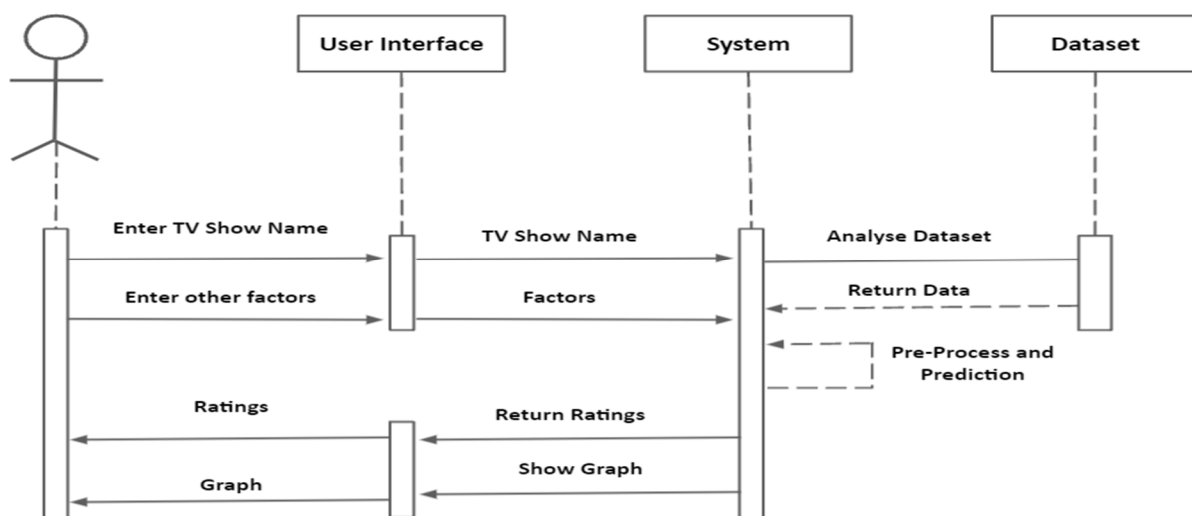 User Interface
System
Dataset
Enter TV Show Name
TV Show Name
Analyse Dataset
Enter other factors
Factors
Return Data
Pre-Process and
Prediction
Ratings
Return Ratings
Graph
Show Graph